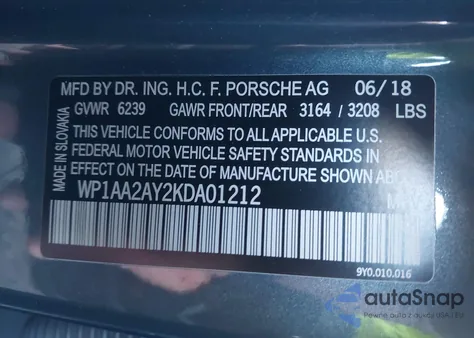 MFD BY DR. ING. H.C. F. PORSCHE AG 06/18
GVWR 6239 GAWR FRONT/REAR 3164 / 3208 LBS
THIS VEHICLE CONFORMS TO ALL APPLICABLE U.S.
FEDERAL MOTOR VEHICLE SAFETY STANDARDS IN
EFFECT ON THE DATE OF MANUFACTURE SHOWN
WP1AA2AY2KDA01212
MADE IN SLOVAKIA
9Y0.010.016
autoSnap